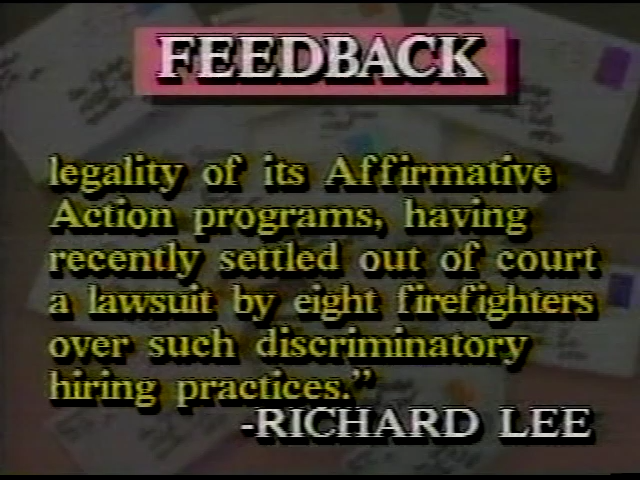 FEEDBACK
legality of its Affirmative
Action programs, having
recently settled out of court
a lawsuit by eight firefighters
over such discriminatory
hiring practices.”
-RICHARD LEE